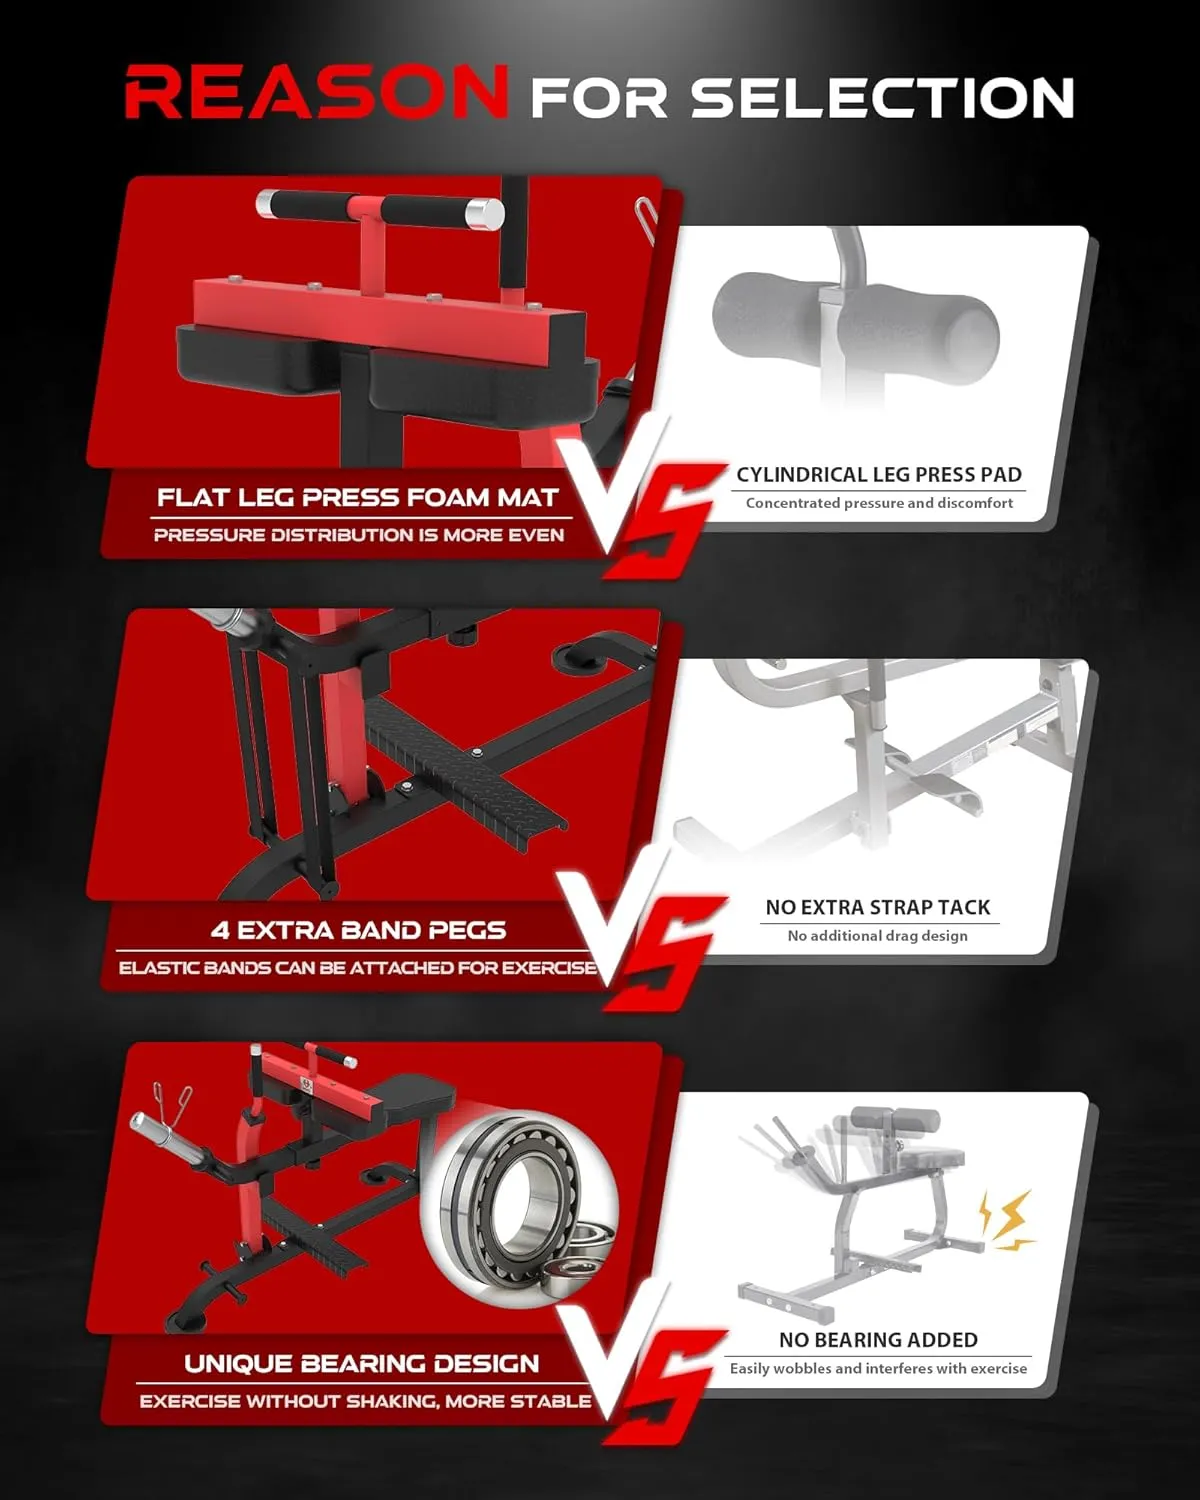 REASON FOR SELECTION
FLAT LEG PRESS FOAM MAT
PRESSURE DISTRIBUTION IS MORE EVEN
VS
CYLINDRICAL LEG PRESS PAD
Concentrated pressure and discomfort
4 EXTRA BAND PEGS
ELASTIC BANDS CAN BE ATTACHED FOR EXERCISE
VS
NO EXTRA STRAP TACK
No additional drag design
UNIQUE BEARING DESIGN
EXERCISE WITHOUT SHAKING, MORE STABLE
VS
NO BEARING ADDED
Easily wobbles and interferes with exercise